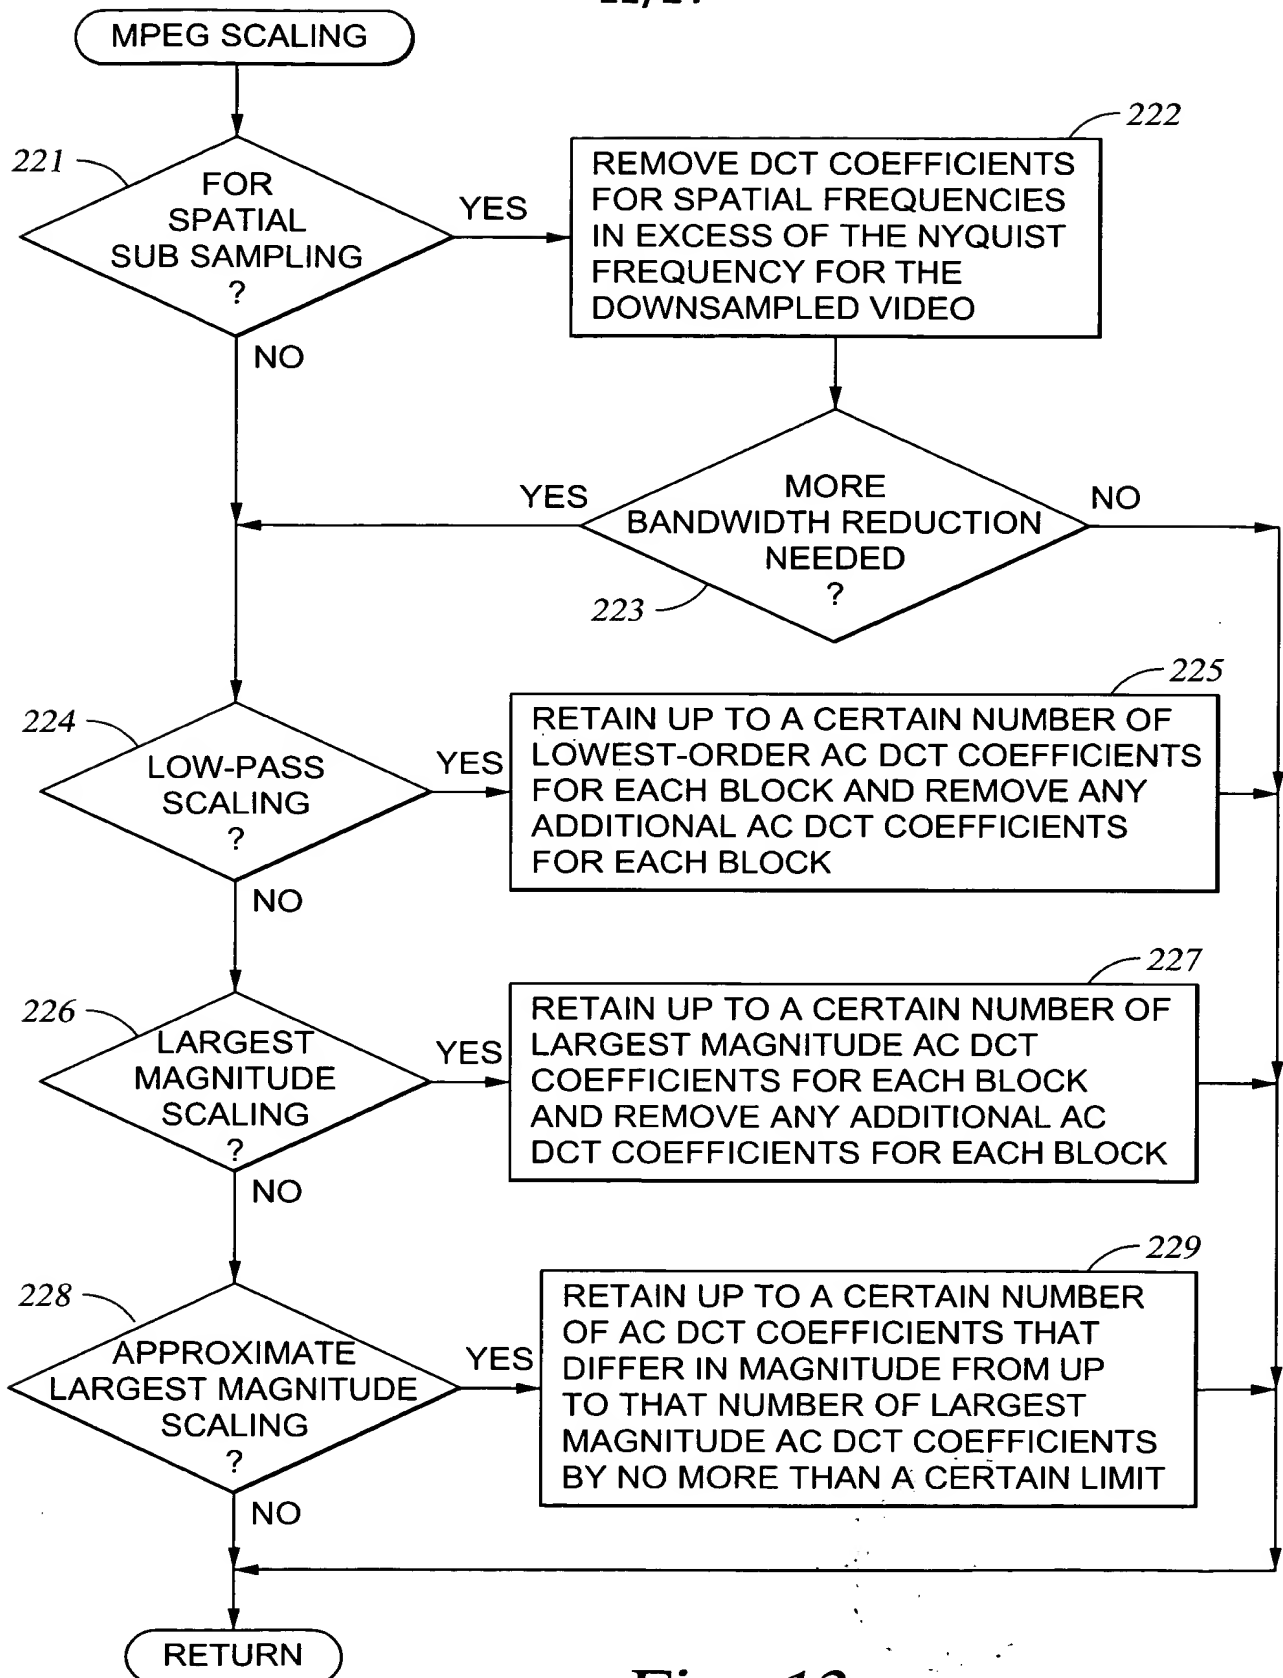 MPEG SCALING
221
FOR
SPATIAL
SUB SAMPLING
?
YES
NO
222
REMOVE DCT COEFFICIENTS
FOR SPATIAL FREQUENCIES
IN EXCESS OF THE NYQUIST
FREQUENCY FOR THE
DOWNSAMPLED VIDEO
YES
MORE
BANDWIDTH REDUCTION
NEEDED
?
NO
223
224
LOW-PASS
SCALING
?
YES
NO
225
RETAIN UP TO A CERTAIN NUMBER OF
LOWEST-ORDER AC DCT COEFFICIENTS
FOR EACH BLOCK AND REMOVE ANY
ADDITIONAL AC DCT COEFFICIENTS
FOR EACH BLOCK
226
LARGEST
MAGNITUDE
SCALING
?
YES
NO
227
RETAIN UP TO A CERTAIN NUMBER OF
LARGEST MAGNITUDE AC DCT
COEFFICIENTS FOR EACH BLOCK
AND REMOVE ANY ADDITIONAL AC
DCT COEFFICIENTS FOR EACH BLOCK
228
APPROXIMATE
LARGEST MAGNITUDE
SCALING
?
YES
NO
229
RETAIN UP TO A CERTAIN NUMBER
OF AC DCT COEFFICIENTS THAT
DIFFER IN MAGNITUDE FROM UP
TO THAT NUMBER OF LARGEST
MAGNITUDE AC DCT COEFFICIENTS
BY NO MORE THAN A CERTAIN LIMIT
RETURN